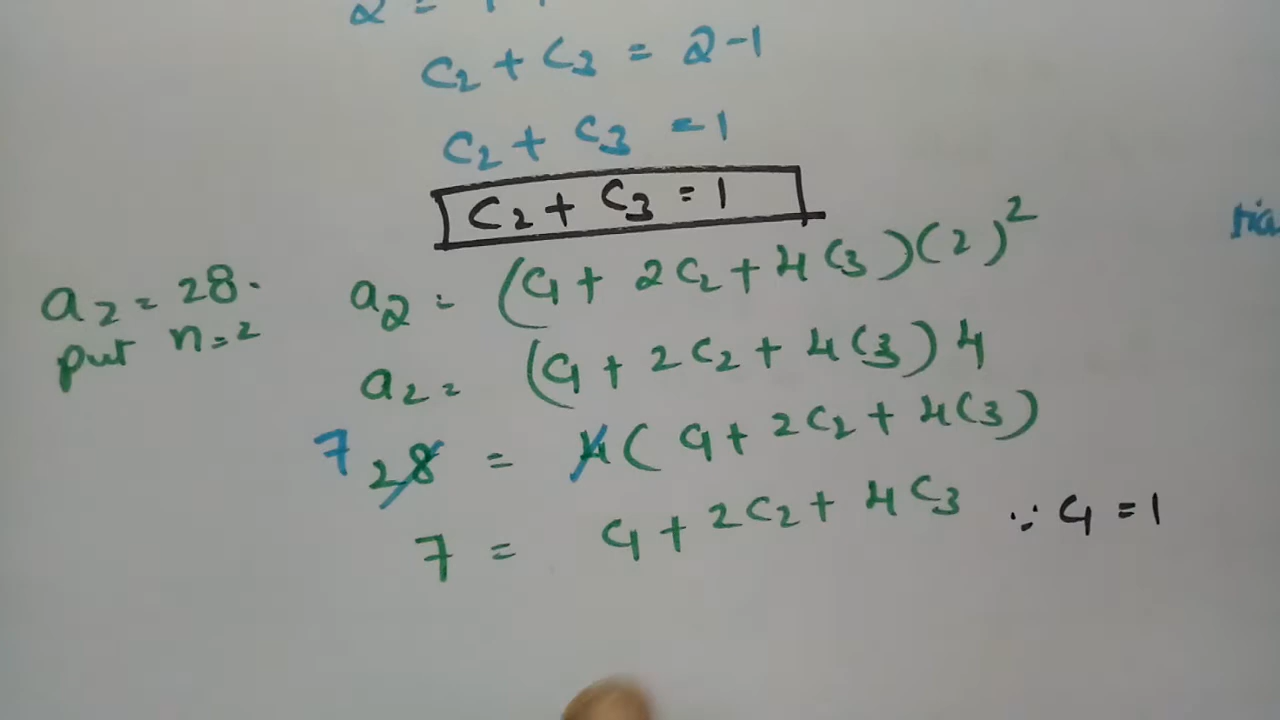 C2 + C3 = 2-1
C2 + C3 = 1
C2 + C3 = 1
a2 = 28.
put n=2
a2 = (C1 + 2C2 + 4C3)(2)^2
a2 = (C1 + 2C2 + 4C3) 4
7 28 = 4 (C1 + 2C2 + 4C3)
7 = C1 + 2C2 + 4C3 ∵ C1 = 1